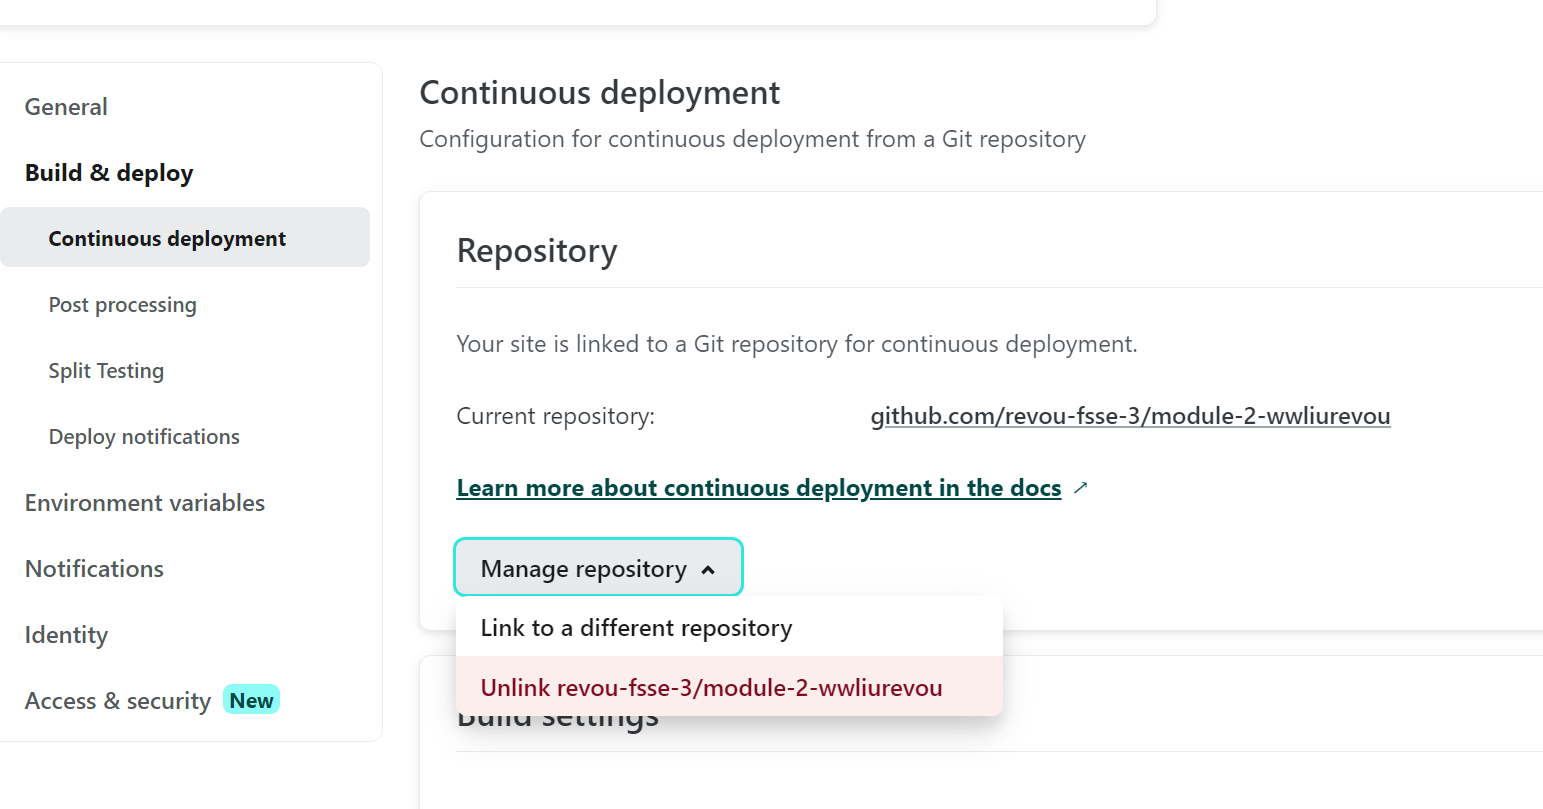 General
Build & deploy
Continuous deployment
Post processing
Split Testing
Deploy notifications
Environment variables
Notifications
Identity
Access & security New
Continuous deployment
Configuration for continuous deployment from a Git repository
Repository
Your site is linked to a Git repository for continuous deployment.
Current repository: github.com/revou-fsse-3/module-2-wwliurevou
Learn more about continuous deployment in the docs ↗
Manage repository
Link to a different repository
Unlink revou-fsse-3/module-2-wwliurevou
Build settings